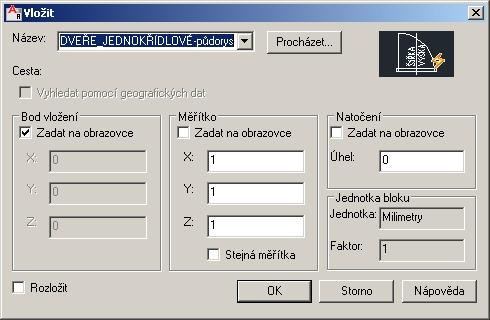 Vložit
Název: DVEŘE_JEDNOKŘÍDLOVÉ-půdorys Procházet...
ŠÍŘKA
VÝŠKA
Cesta:
Vyhledat pomocí geografických dat
Bod vložení Měřítko Natočení
Zadat na obrazovce Zadat na obrazovce Zadat na obrazovce
X: 0 X: 1 Úhel: 0
Y: 0 Y: 1
Jednotka bloku
Jednotka: Milimetry
Z: 0 Z: 1
Faktor: 1
Stejná měřítka
Rozložit OK Storno Nápověda